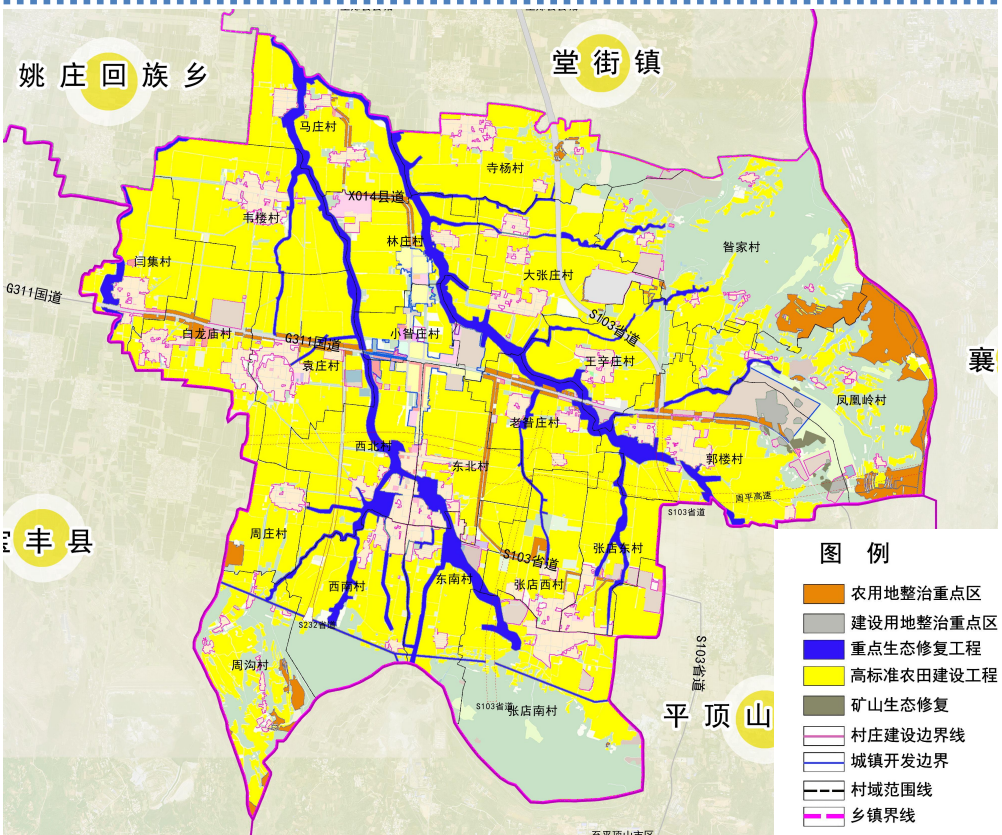 姚庄回族乡
堂街镇
马庄村
寺杨村
X014县道
韦楼村
林庄村
昝家村
闫集村
大张庄村
G311国道
S103省道
白龙庙村
G311国道
小昝庄村
袁庄村
王辛庄村
襄
凤凰岭村
老昝庄村
西北村
东北村
郭楼村
周平高速
S103省道
丰县
周庄村
张店东村
S103省道
西南村
东南村
张店西村
S232省道
周沟村
S103省道
S103省道
张店南村
平顶山
图例
农用地整治重点区
建设用地整治重点区
重点生态修复工程
高标准农田建设工程
矿山生态修复
村庄建设边界线
城镇开发边界
村域范围线
乡镇界线